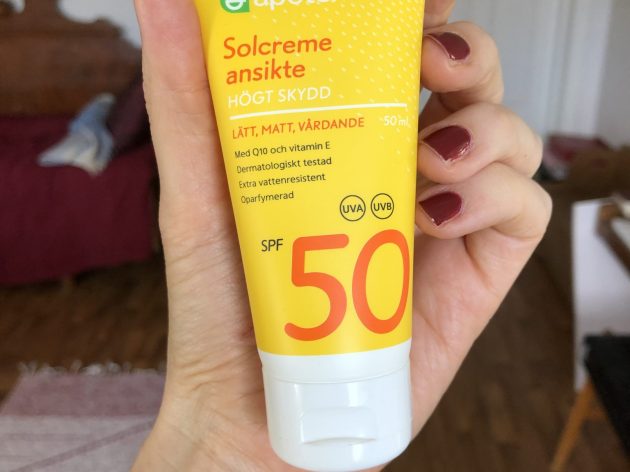 Solcreme
ansikte
HÖGT SKYDD
LÄTT, MATT, VÅRDANDE
50 ml
Med Q10 och vitamin E
Dermatologiskt testad
Extra vattenresistent
Oparfymerad
UVA UVB
SPF 50